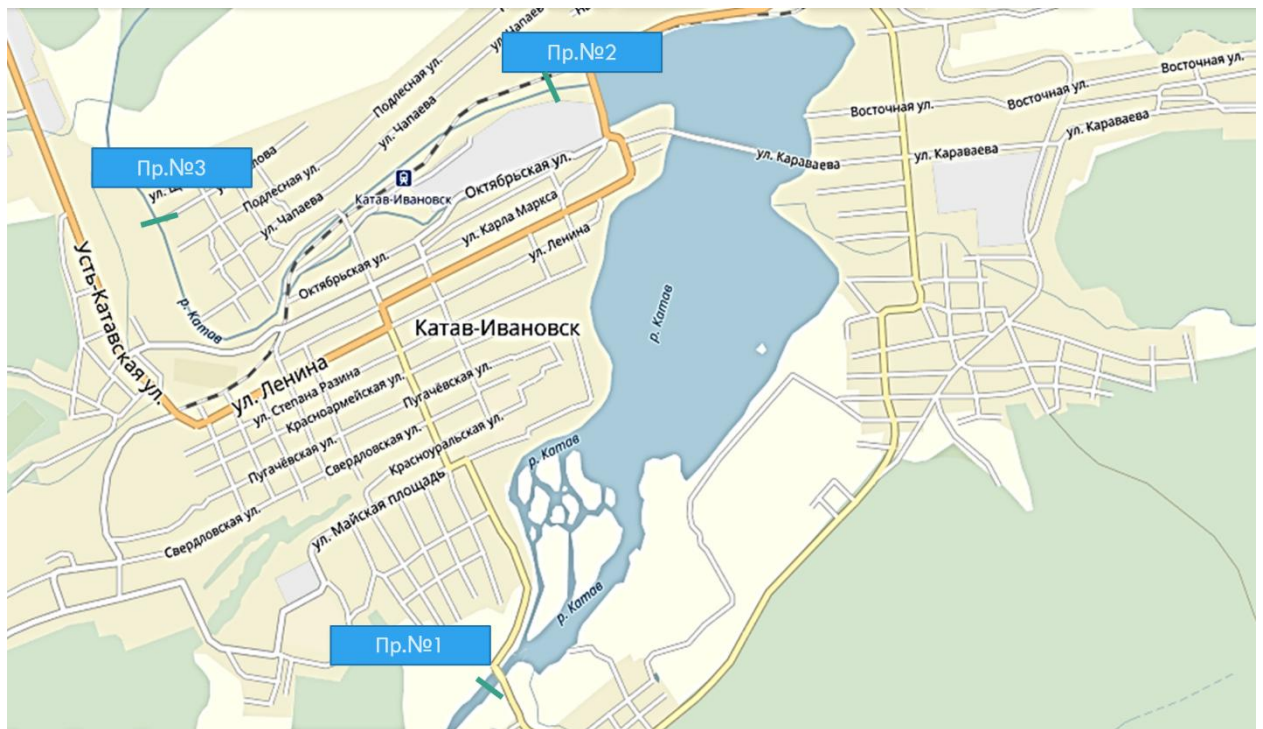 ул. Чапаева
Пр.№2
Восточная ул.
Подлесная ул.
Восточная ул.
Восточная ул.
ул. Чапаева
ул. Караваева
Пр.№3
Октябрьская ул.
ул. Караваева
ул. Караваева
Подлесная ул.
Катав-Ивановск
ул. Чапаева
ул. Карла Маркса
ул. Ленина
Октябрьская ул.
Усть-Катавская ул.
р. Катав
р. Катав
Катав-Ивановск
ул. Ленина
ул. Степана Разина
Красноармейская ул.
Пугачёвская ул.
Пугачёвская ул.
Свердловская ул.
Красноуральская ул.
р. Катав
ул. Майская площадь
Свердловская ул.
р. Катав
Пр.№1